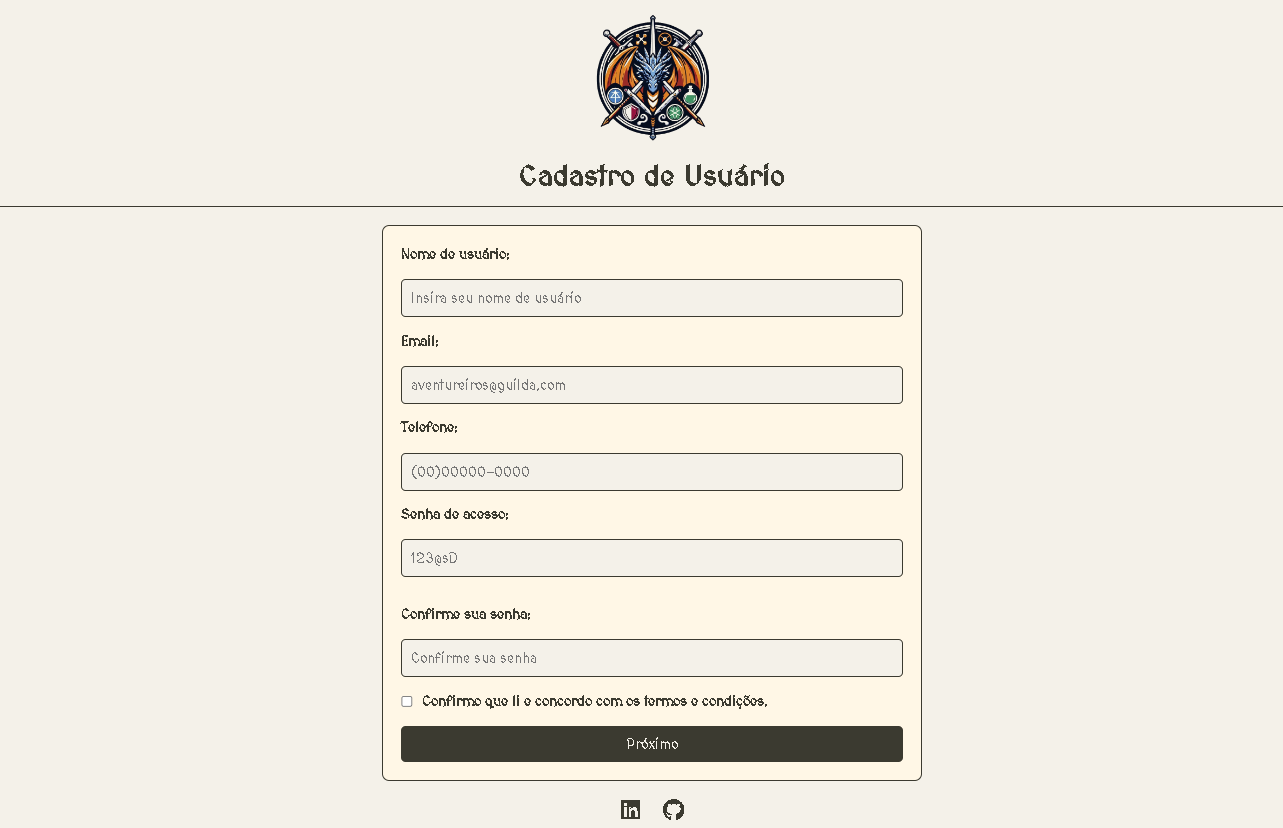 Cadastro de Usuário
Nome de usuário:
Insira seu nome de usuário
Email:
aventureiros@guilda.com
Telefone:
(00)00000-0000
Senha de acesso:
123@sD
Confirme sua senha:
Confirme sua senha
Confirmo que li e concordo com os termos e condições.
Próximo
in